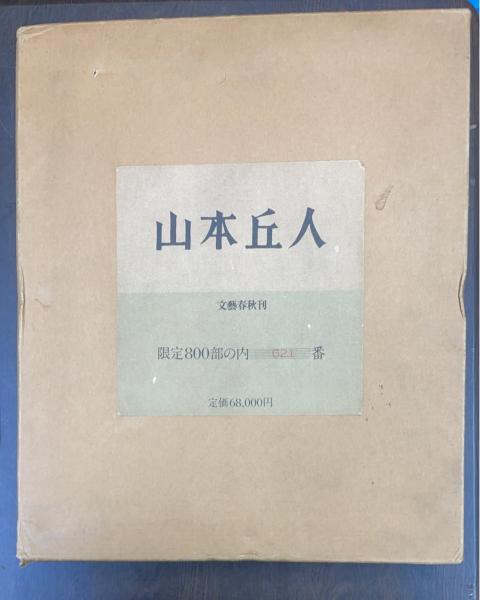 山本丘人
文藝春秋刊
限定800部の内 621 番
定価68,000円